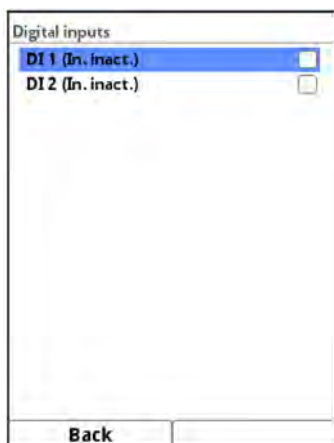 Digital inputs
DI 1 (In. inact.)
DI 2 (In. inact.)
Back